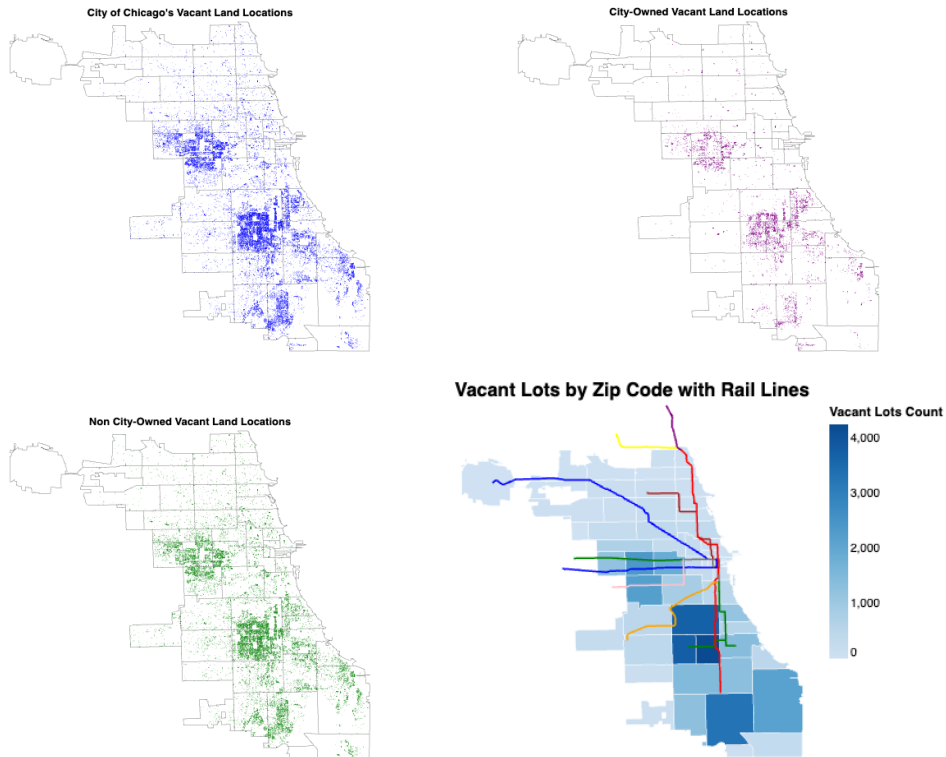 City of Chicago's Vacant Land Locations
City-Owned Vacant Land Locations
Non City-Owned Vacant Land Locations
Vacant Lots by Zip Code with Rail Lines
Vacant Lots Count
4,000
3,000
2,000
1,000
0